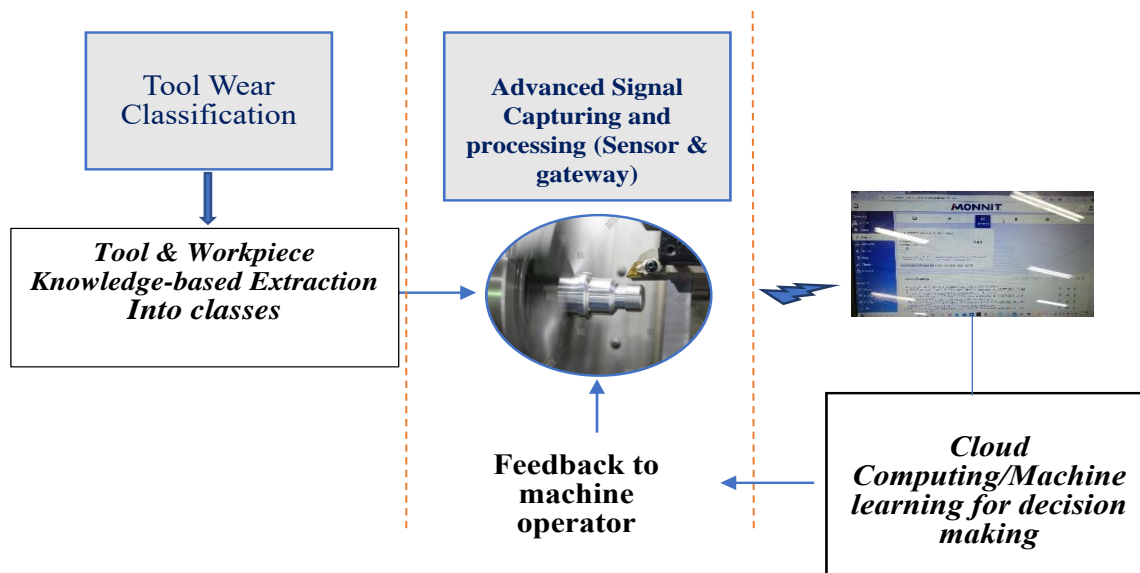 Tool Wear
Classification
Tool & Workpiece
Knowledge-based Extraction
Into classes
Advanced Signal
Capturing and
processing (Sensor &
gateway)
MONNIT
Feedback to
machine
operator
Cloud
Computing/Machine
learning for decision
making